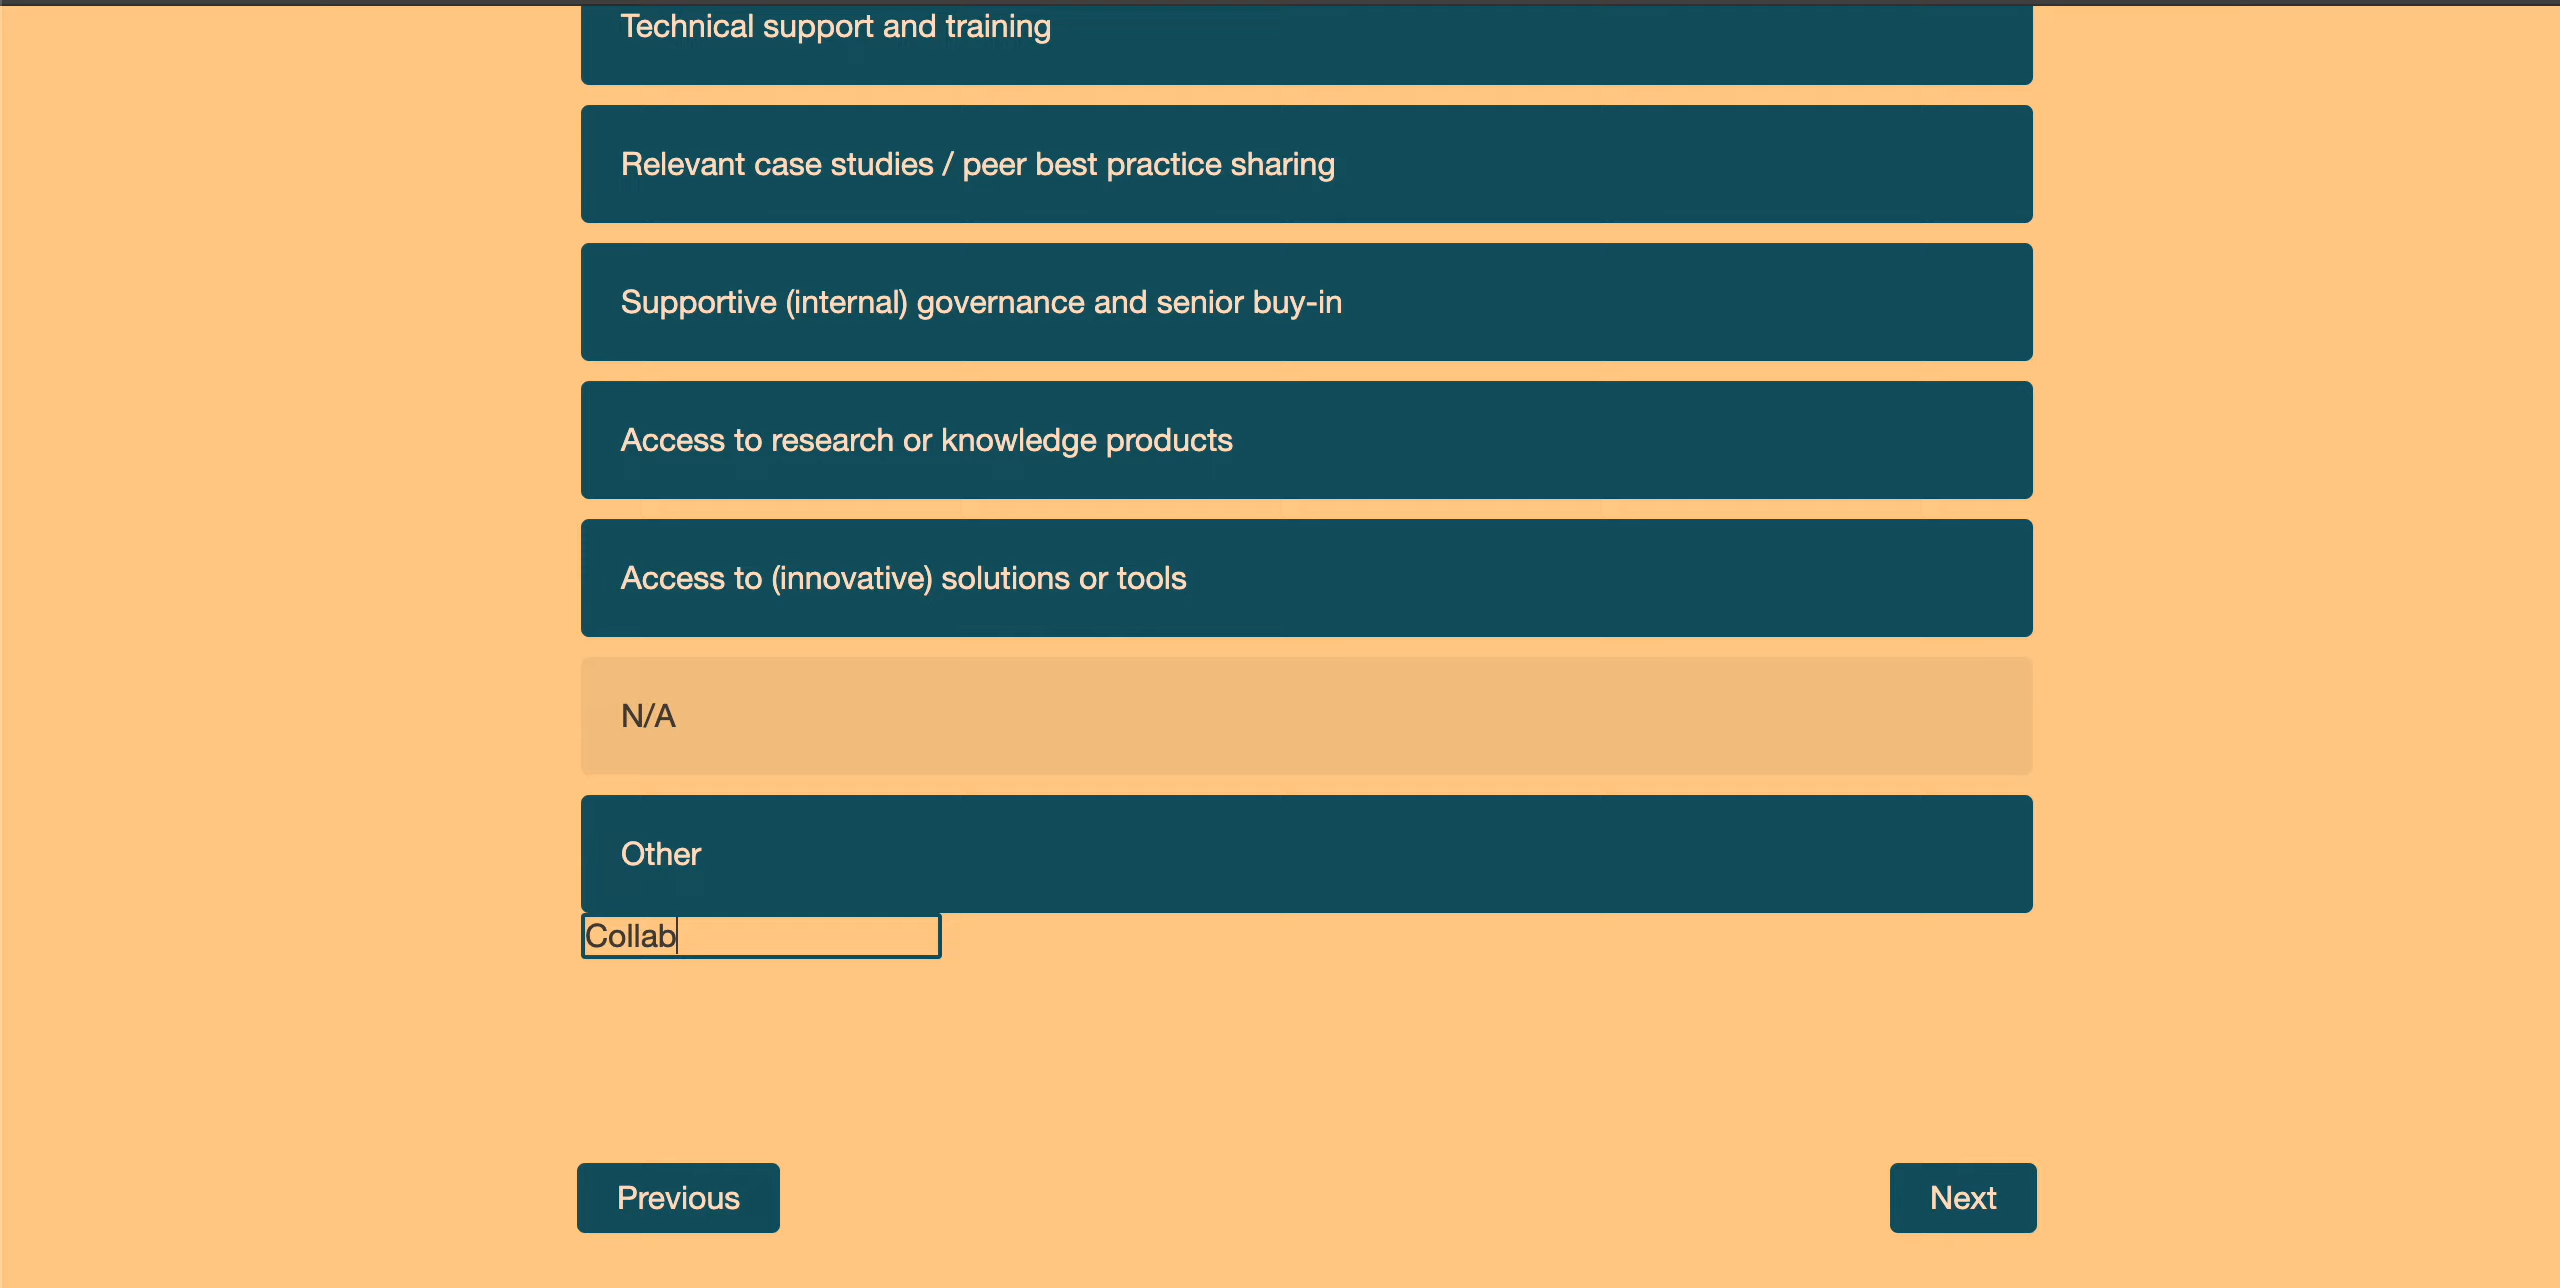 Technical support and training
Relevant case studies / peer best practice sharing
Supportive (internal) governance and senior buy-in
Access to research or knowledge products
Access to (innovative) solutions or tools
N/A
Other
Collab
Previous
Next